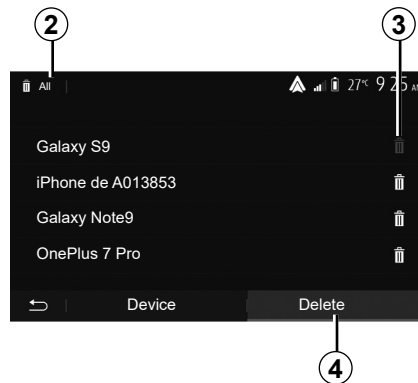 2 3
All 27°C 9 25 AM
Galaxy S9
iPhone de A013853
Galaxy Note9
OnePlus 7 Pro
Device Delete
4